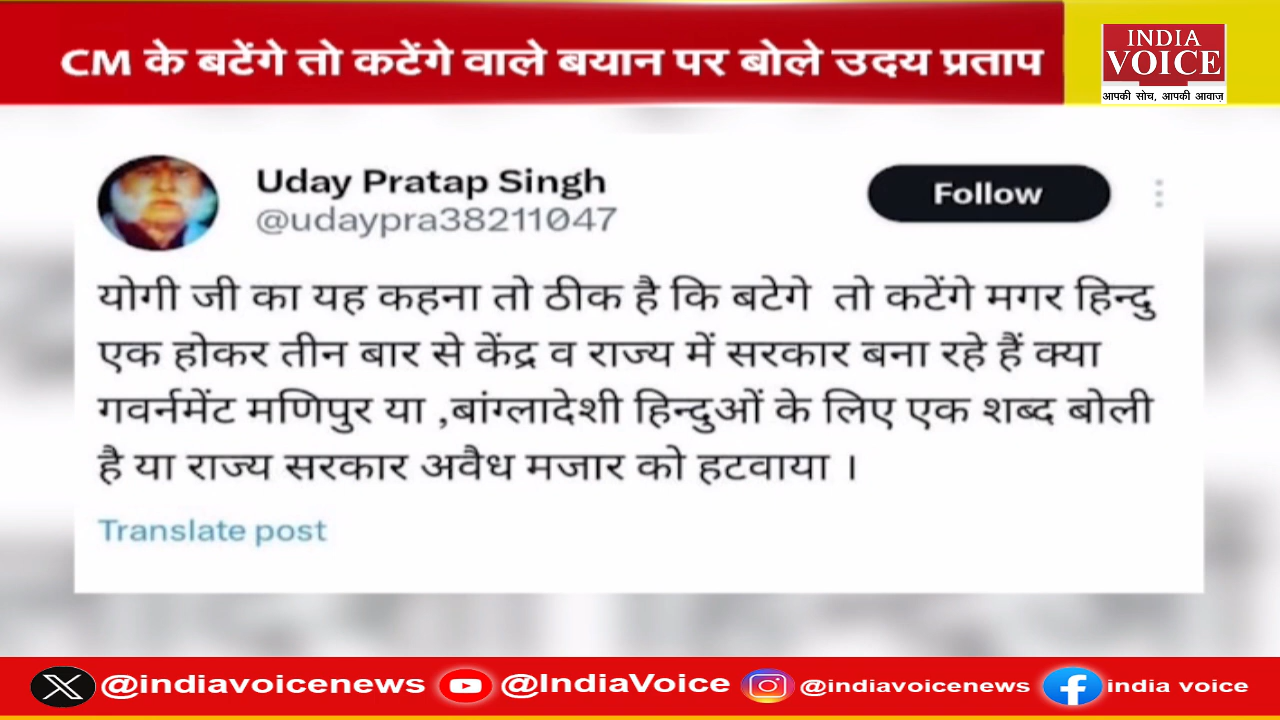 CM के बटेंगे तो कटेंगे वाले बयान पर बोले उदय प्रताप
INDIA
VOICE
आपकी सोच, आपकी आवाज़
Uday Pratap Singh
@udaypra38211047
Follow
योगी जी का यह कहना तो ठीक है कि बटेगे तो कटेंगे मगर हिन्दु
एक होकर तीन बार से केंद्र व राज्य में सरकार बना रहे हैं क्या
गवर्नमेंट मणिपुर या ,बांग्लादेशी हिन्दुओं के लिए एक शब्द बोली
है या राज्य सरकार अवैध मजार को हटवाया ।
Translate post
@indiavoicenews @IndiaVoice @indiavoicenews india voice